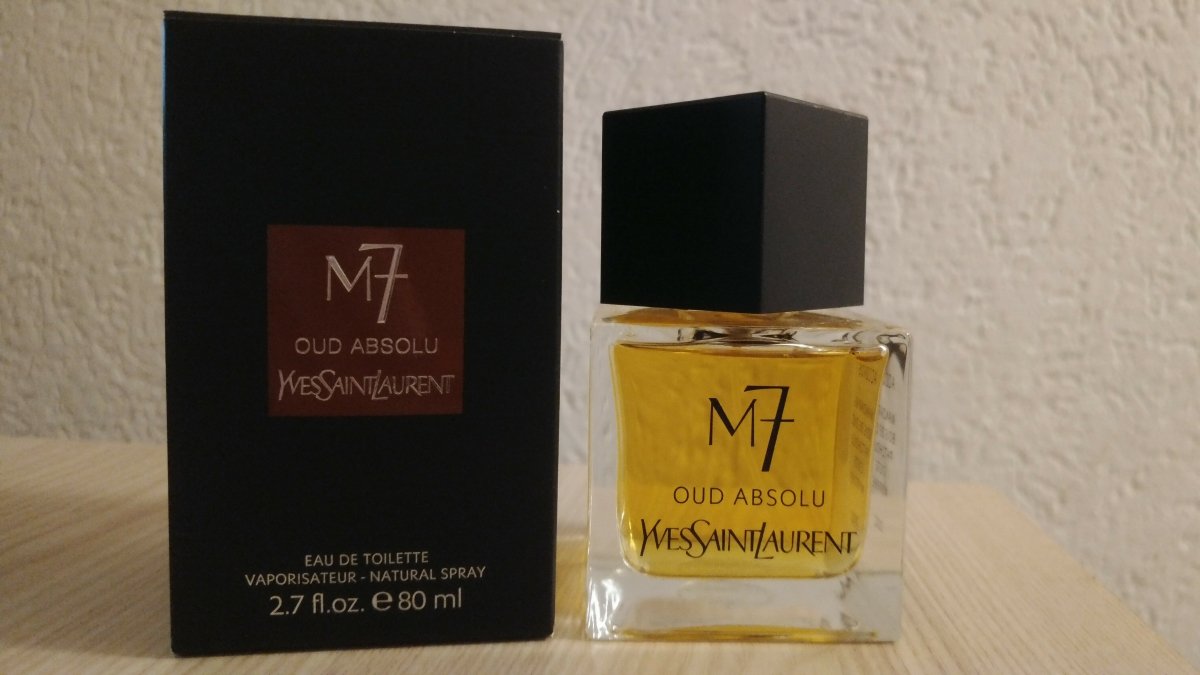 M7
OUD ABSOLU
YVESSAINTLAURENT
EAU DE TOILETTE
VAPORISATEUR - NATURAL SPRAY
2.7 fl.oz. e 80 ml
M7
OUD ABSOLU
YVESSAINTLAURENT